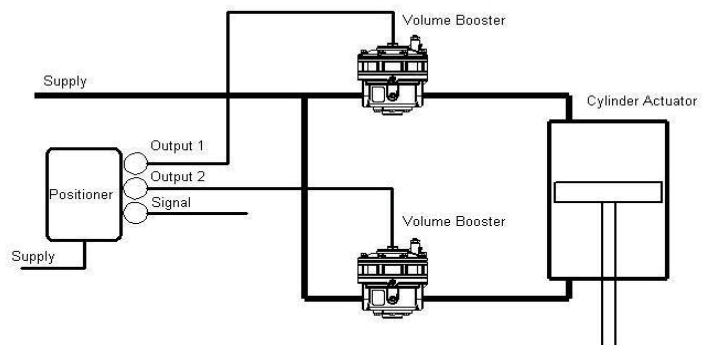 Volume Booster
Supply
Cylinder Actuator
Output 1
Output 2
Positioner
Signal
Volume Booster
Supply